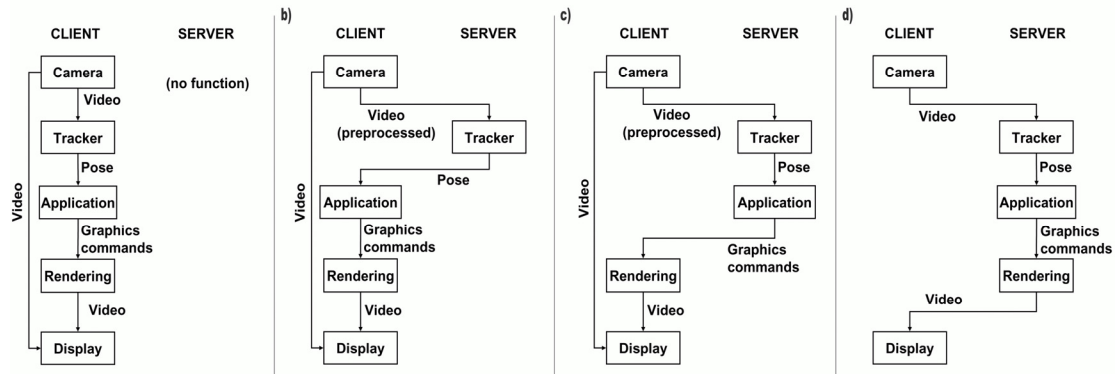 CLIENT SERVER
Camera
(no function)
Video
Tracker
Pose
Video
Application
Graphics
commands
Rendering
Video
Display
b)
CLIENT SERVER
Camera
Video
(preprocessed)
Tracker
Pose
Video
Application
Graphics
commands
Rendering
Video
Display
c)
CLIENT SERVER
Camera
Video
(preprocessed)
Tracker
Pose
Video
Application
Graphics
commands
Rendering
Video
Display
d)
CLIENT SERVER
Camera
Video
Tracker
Pose
Application
Graphics
commands
Rendering
Video
Display